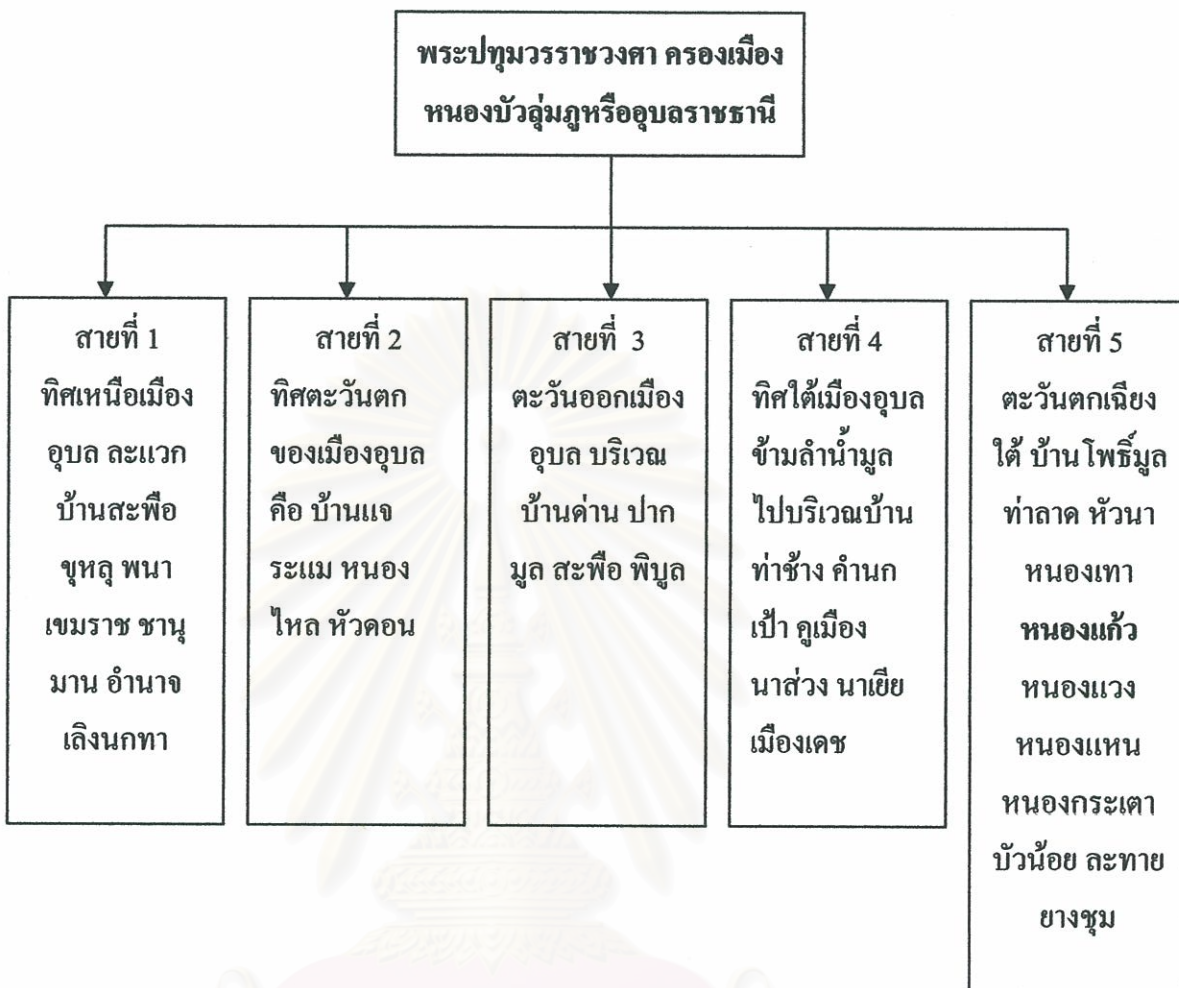 พระปทุมวรราชวงศา ครองเมือง
หนองบัวลุ่มภูหรืออุบลราชธานี
สายที่ 1
ทิศเหนือเมือง
อุบล ละแวก
บ้านสะพือ
ขุหลุ พนา
เขมราช ชานุ
มาน อำนาจ
เลิงนกทา
สายที่ 2
ทิศตะวันตก
ของเมืองอุบล
คือ บ้านแจ
ระแม หนอง
ไหล หัวดอน
สายที่ 3
ตะวันออกเมือง
อุบล บริเวณ
บ้านด่าน ปาก
มูล สะพือ พิบูล
สายที่ 4
ทิศใต้เมืองอุบล
ข้ามลำน้ำมูล
ไปบริเวณบ้าน
ท่าช้าง คำนก
เป้า คูเมือง
นาส่วง นาเยีย
เมืองเดช
สายที่ 5
ตะวันตกเฉียง
ใต้ บ้านโพธิ์มูล
ท่าลาด หัวนา
หนองเทา
หนองแก้ว
หนองแวง
หนองแหน
หนองกระเตา
บัวน้อย ละทาย
ยางชุม